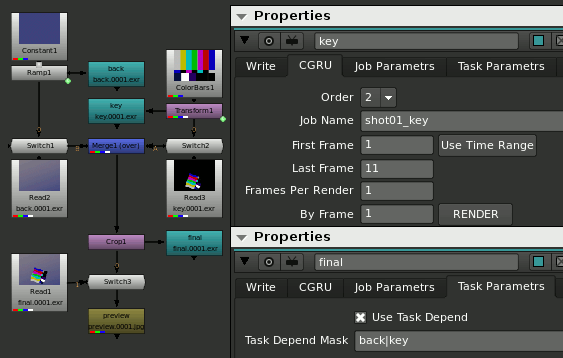 Constant1
Ramp1
back
back.0001.exr
ColorBars1
key
key.0001.exr
Transform1
Switch1
Merge1 (over)
Switch2
Read2
back.0001.exr
Read3
key.0001.exr
Crop1
final
final.0001.exr
Read1
final.0001.exr
Switch3
preview
preview.0001.jpg
Properties
key
Write
CGRU
Job Parametrs
Task Parametrs
Order
2
Job Name
shot01_key
First Frame
1
Use Time Range
Last Frame
11
Frames Per Render
1
By Frame
1
RENDER
Properties
final
Write
CGRU
Job Parametrs
Task Parametrs
Use Task Depend
Task Depend Mask
back|key